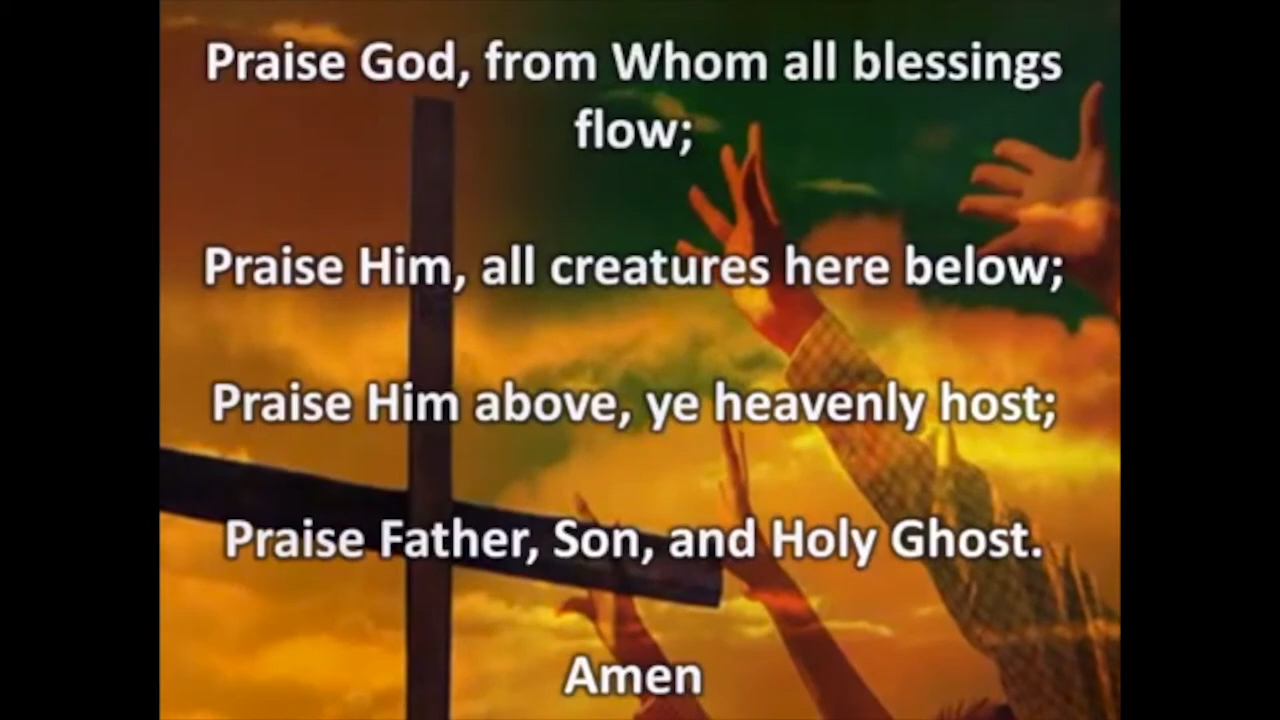 Praise God, from Whom all blessings
flow;
Praise Him, all creatures here below;
Praise Him above, ye heavenly host;
Praise Father, Son, and Holy Ghost.
Amen